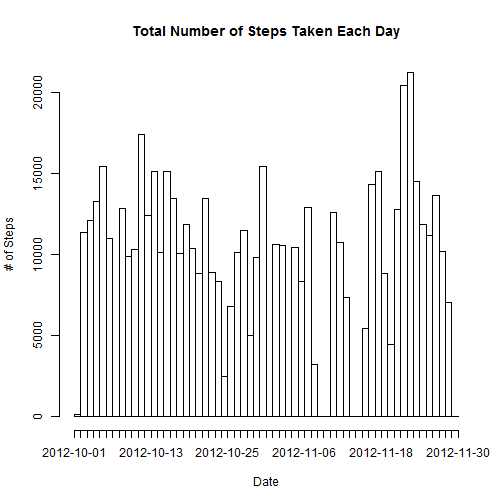 Total Number of Steps Taken Each Day
# of Steps
20000
15000
10000
5000
0
2012-10-01 2012-10-13 2012-10-25 2012-11-06 2012-11-18 2012-11-30
Date